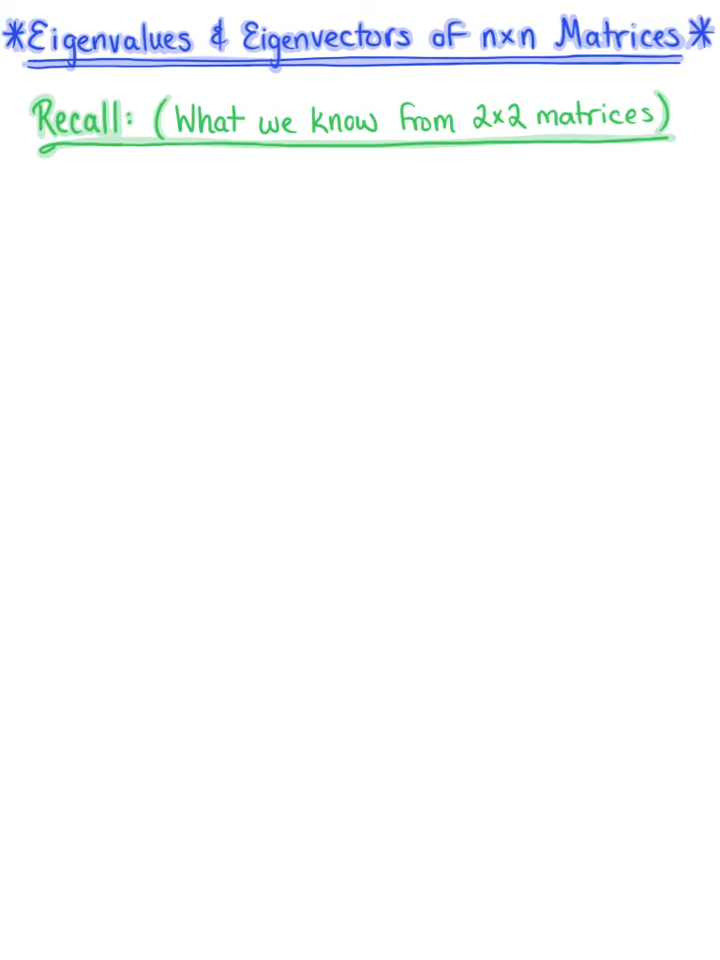 *Eigenvalues & Eigenvectors of n×n Matrices*
Recall: (What we know from 2×2 matrices)